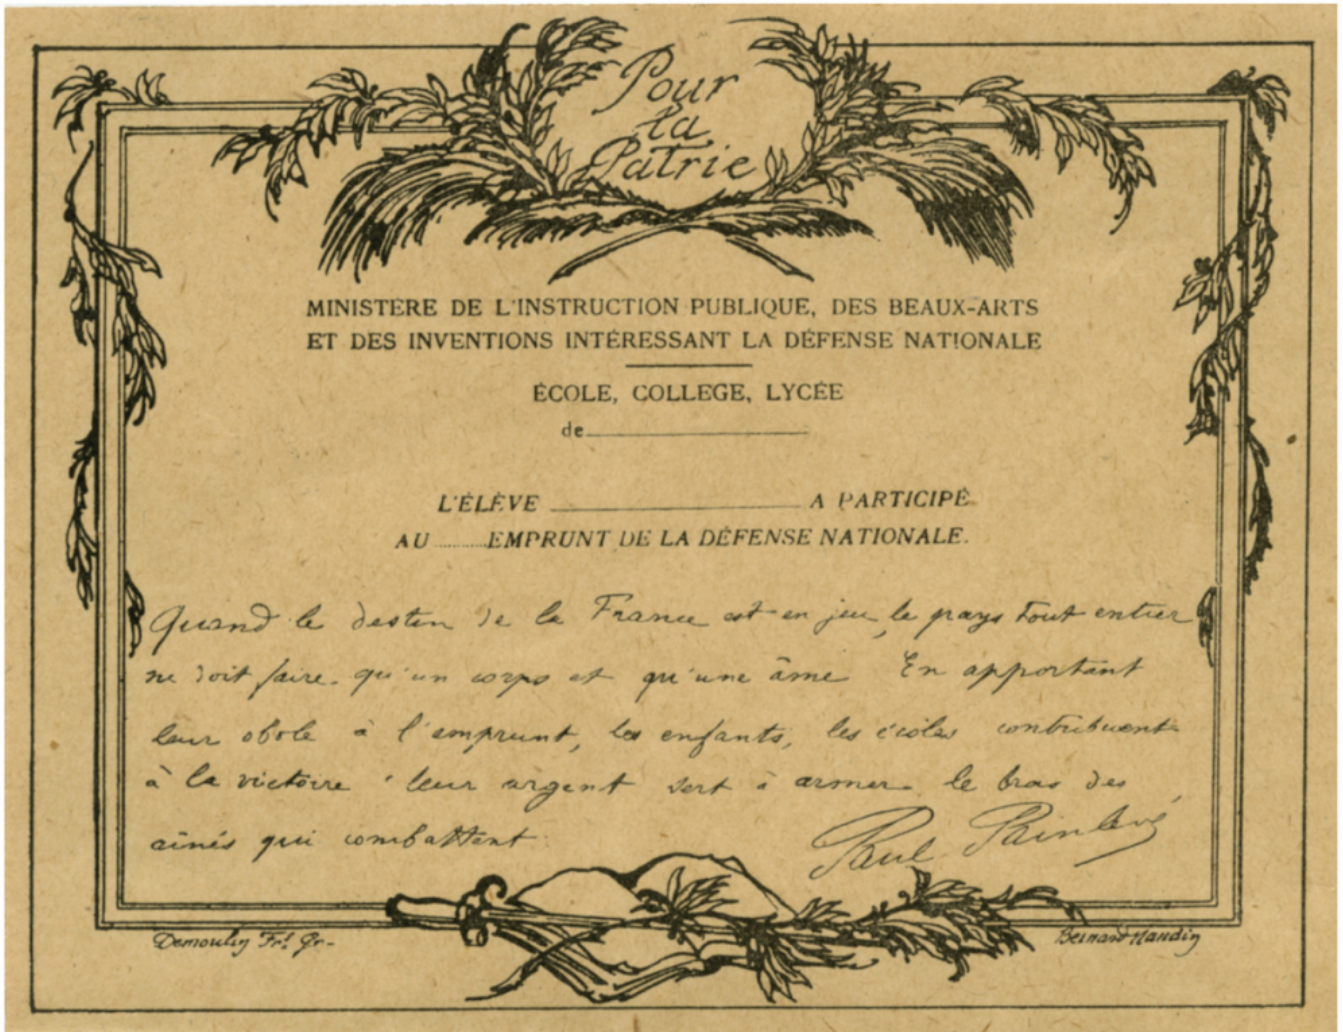 Pour
la
Patrie
MINISTÈRE DE L'INSTRUCTION PUBLIQUE, DES BEAUX-ARTS
ET DES INVENTIONS INTÉRESSANT LA DÉFENSE NATIONALE
ÉCOLE, COLLEGE, LYCÉE
de
L'ÉLÈVE A PARTICIPÉ
AU ........ EMPRUNT DE LA DÉFENSE NATIONALE.
Quand le destin de la France est en jeu, le pays tout entier
ne doit faire qu'un corps et qu'une âme En apportant
leur obole à l'emprunt, les enfants, les écoles contribuent
à la victoire : leur argent sert à armer le bras des
aînés qui combattent.
Paul Painlevé
Demoulin Fr! Gr-
Bernard Naudin